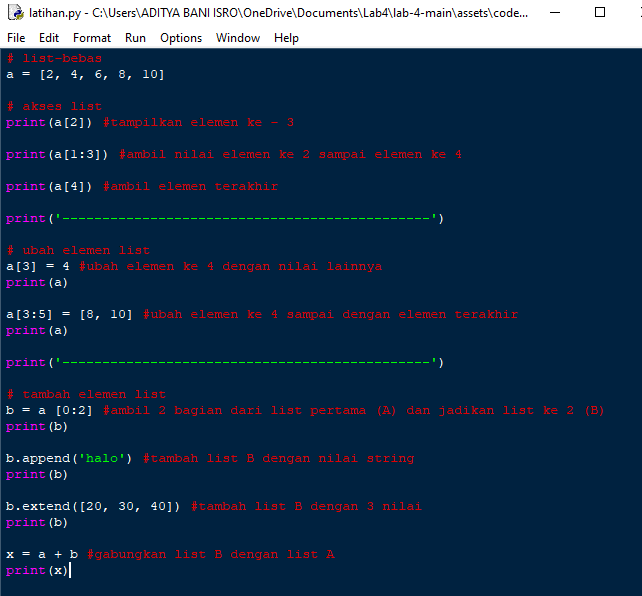 latihan.py - C:\Users\ADITYA BANI ISRO\OneDrive\Documents\Lab4\lab-4-main\assets\code...
File Edit Format Run Options Window Help
# list-bebas
a = [2, 4, 6, 8, 10]
# akses list
print(a[2]) #tampilkan elemen ke - 3
print(a[1:3]) #ambil nilai elemen ke 2 sampai elemen ke 4
print(a[4]) #ambil elemen terakhir
print('----------------------------------------------')
# ubah elemen list
a[3] = 4 #ubah elemen ke 4 dengan nilai lainnya
print(a)
a[3:5] = [8, 10] #ubah elemen ke 4 sampai dengan elemen terakhir
print(a)
print('----------------------------------------------')
# tambah elemen list
b = a [0:2] #ambil 2 bagian dari list pertama (A) dan jadikan list ke 2 (B)
print(b)
b.append('halo') #tambah list B dengan nilai string
print(b)
b.extend([20, 30, 40]) #tambah list B dengan 3 nilai
print(b)
x = a + b #gabungkan list B dengan list A
print(x)